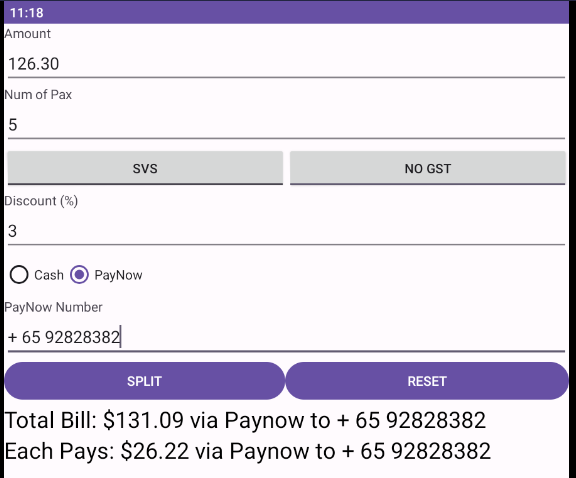 11:18
Amount
126.30
Num of Pax
5
SVS NO GST
Discount (%)
3
Cash PayNow
PayNow Number
+ 65 92828382
SPLIT RESET
Total Bill: $131.09 via Paynow to + 65 92828382
Each Pays: $26.22 via Paynow to + 65 92828382